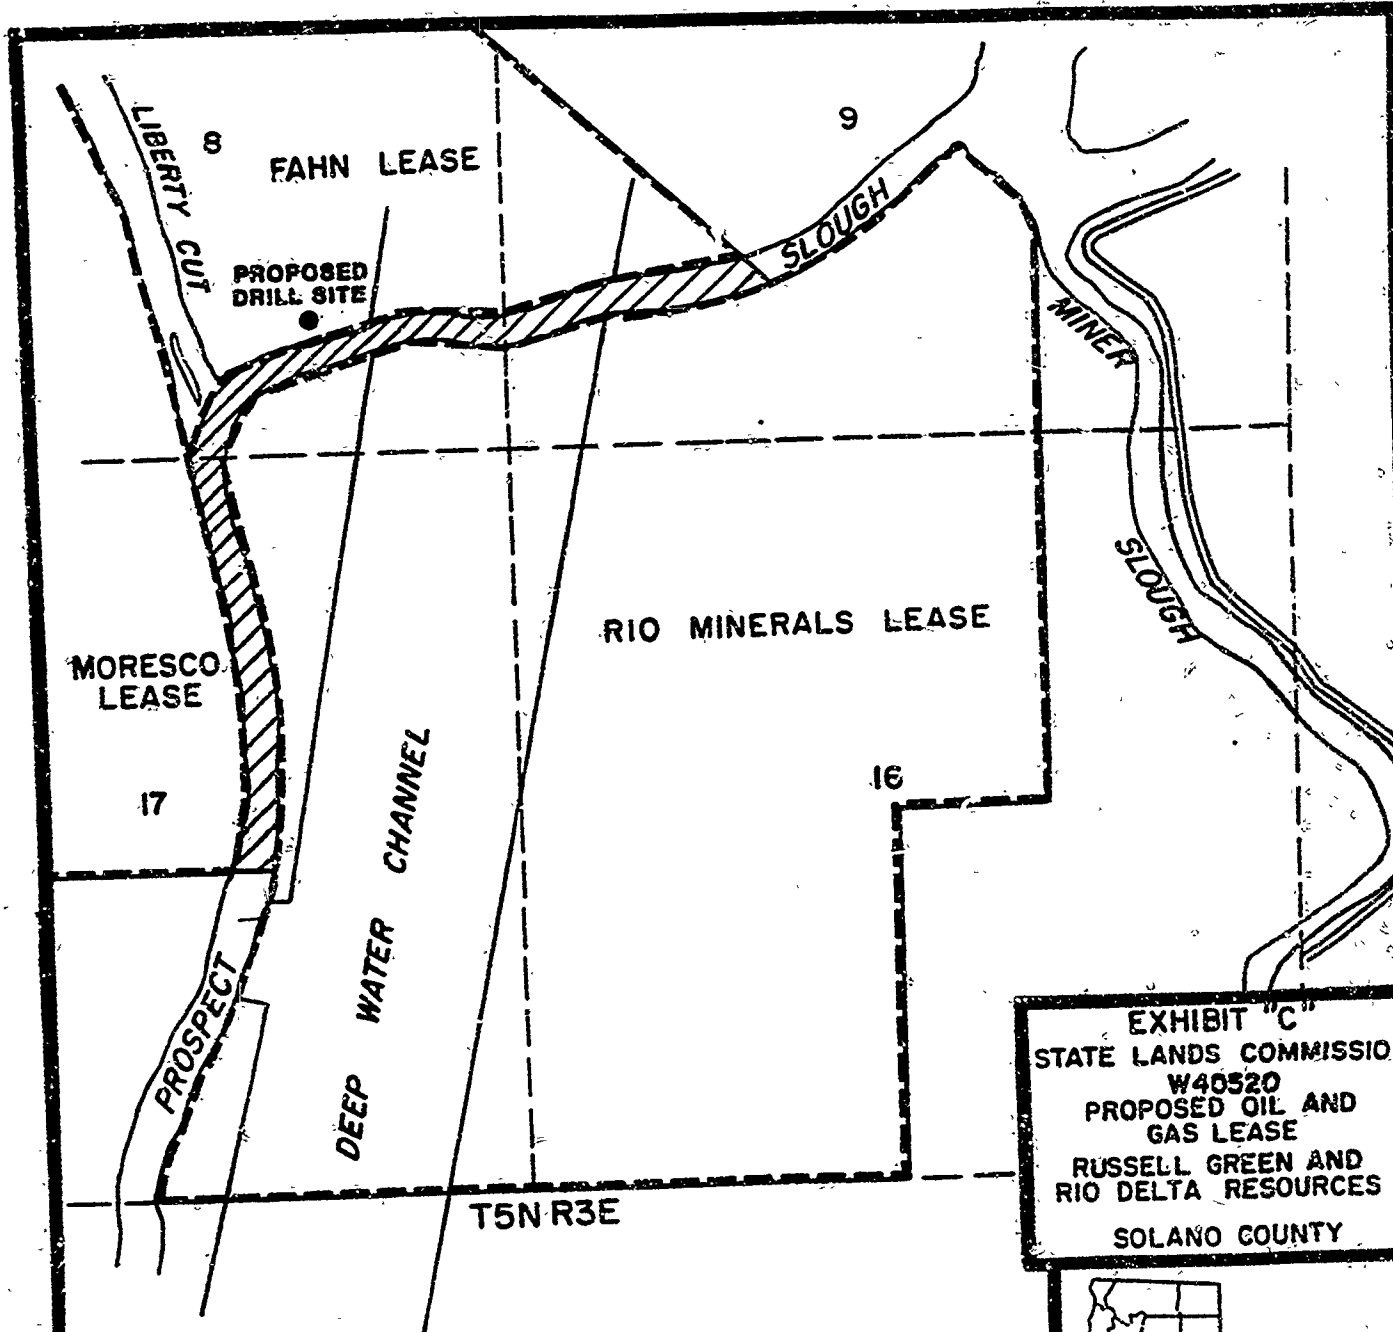 LIBERTY CUT
8
FAHN LEASE
9
SLOUGH
PROPOSED
DRILL SITE
MINER
SLOUGH
RIO MINERALS LEASE
MORESCO
LEASE
17
16
DEEP WATER CHANNEL
PROSPECT
T5N R3E
EXHIBIT "C"
STATE LANDS COMMISSIO
W40520
PROPOSED OIL AND
GAS LEASE
RUSSELL GREEN AND
RIO DELTA RESOURCES
SOLANO COUNTY